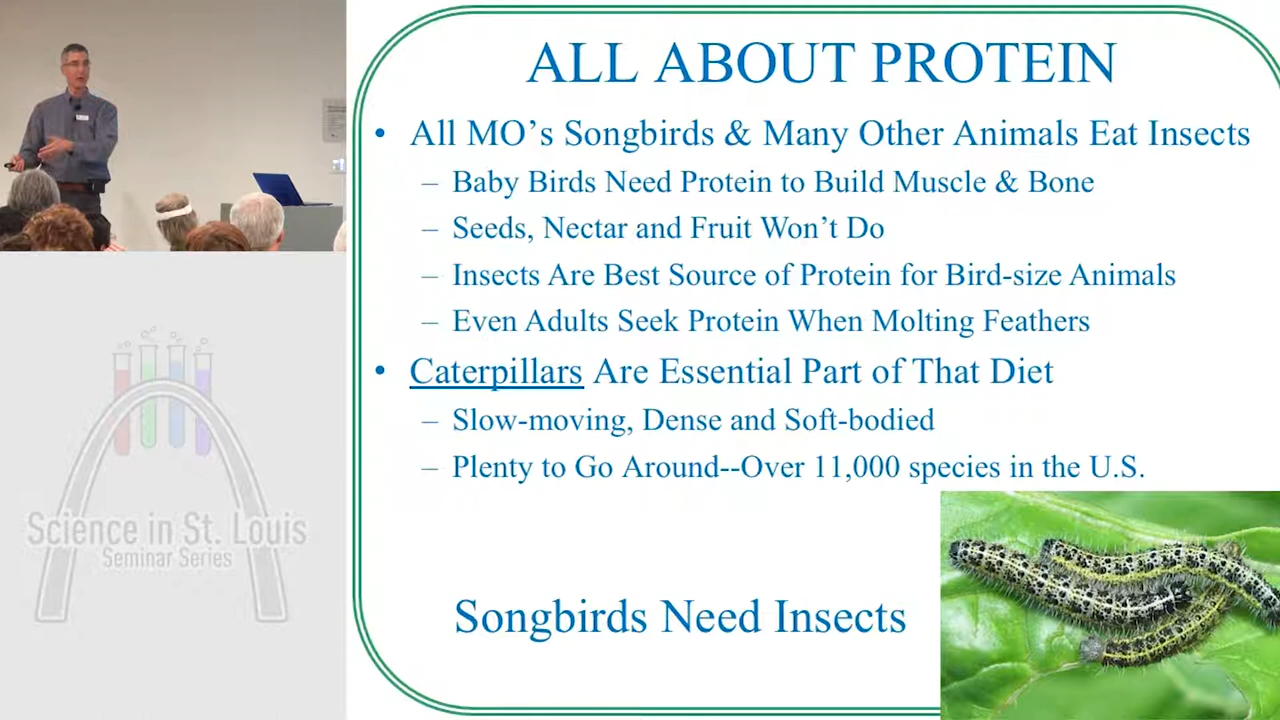 ALL ABOUT PROTEIN
• All MO's Songbirds & Many Other Animals Eat Insects
– Baby Birds Need Protein to Build Muscle & Bone
– Seeds, Nectar and Fruit Won't Do
– Insects Are Best Source of Protein for Bird-size Animals
– Even Adults Seek Protein When Molting Feathers
• Caterpillars Are Essential Part of That Diet
– Slow-moving, Dense and Soft-bodied
– Plenty to Go Around--Over 11,000 species in the U.S.
Songbirds Need Insects
Science in St. Louis
Seminar Series